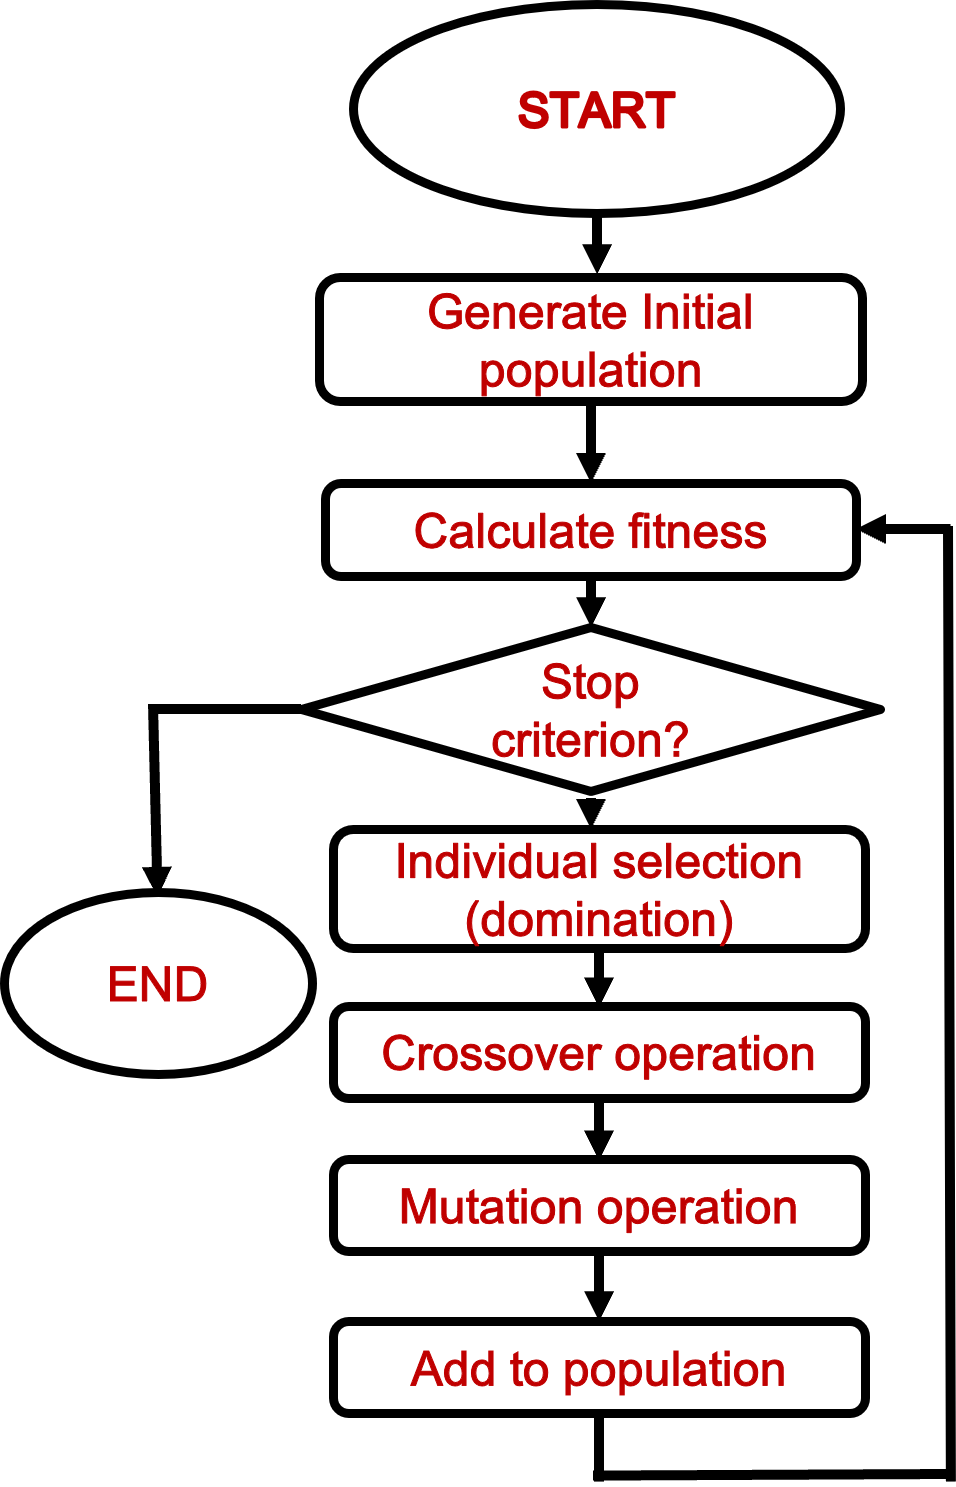 START
Generate Initial
population
Calculate fitness
Stop
criterion?
Individual selection
(domination)
END
Crossover operation
Mutation operation
Add to population